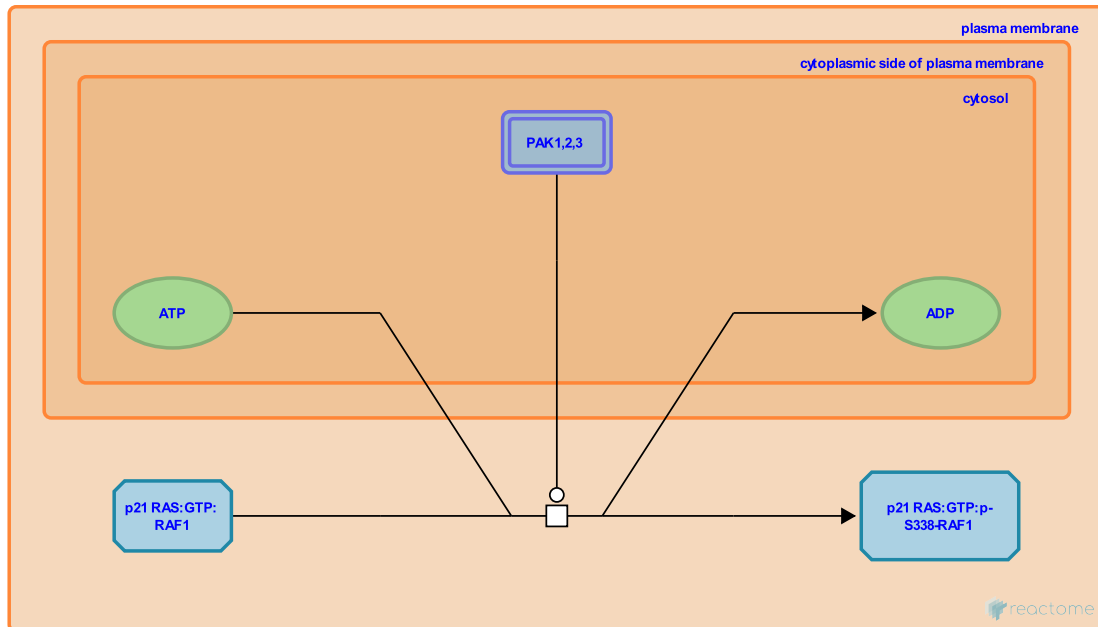 plasma membrane
cytoplasmic side of plasma membrane
cytosol
PAK1,2,3
ATP
ADP
p21 RAS:GTP:
RAF1
p21 RAS:GTP:p-
S338-RAF1
reactome